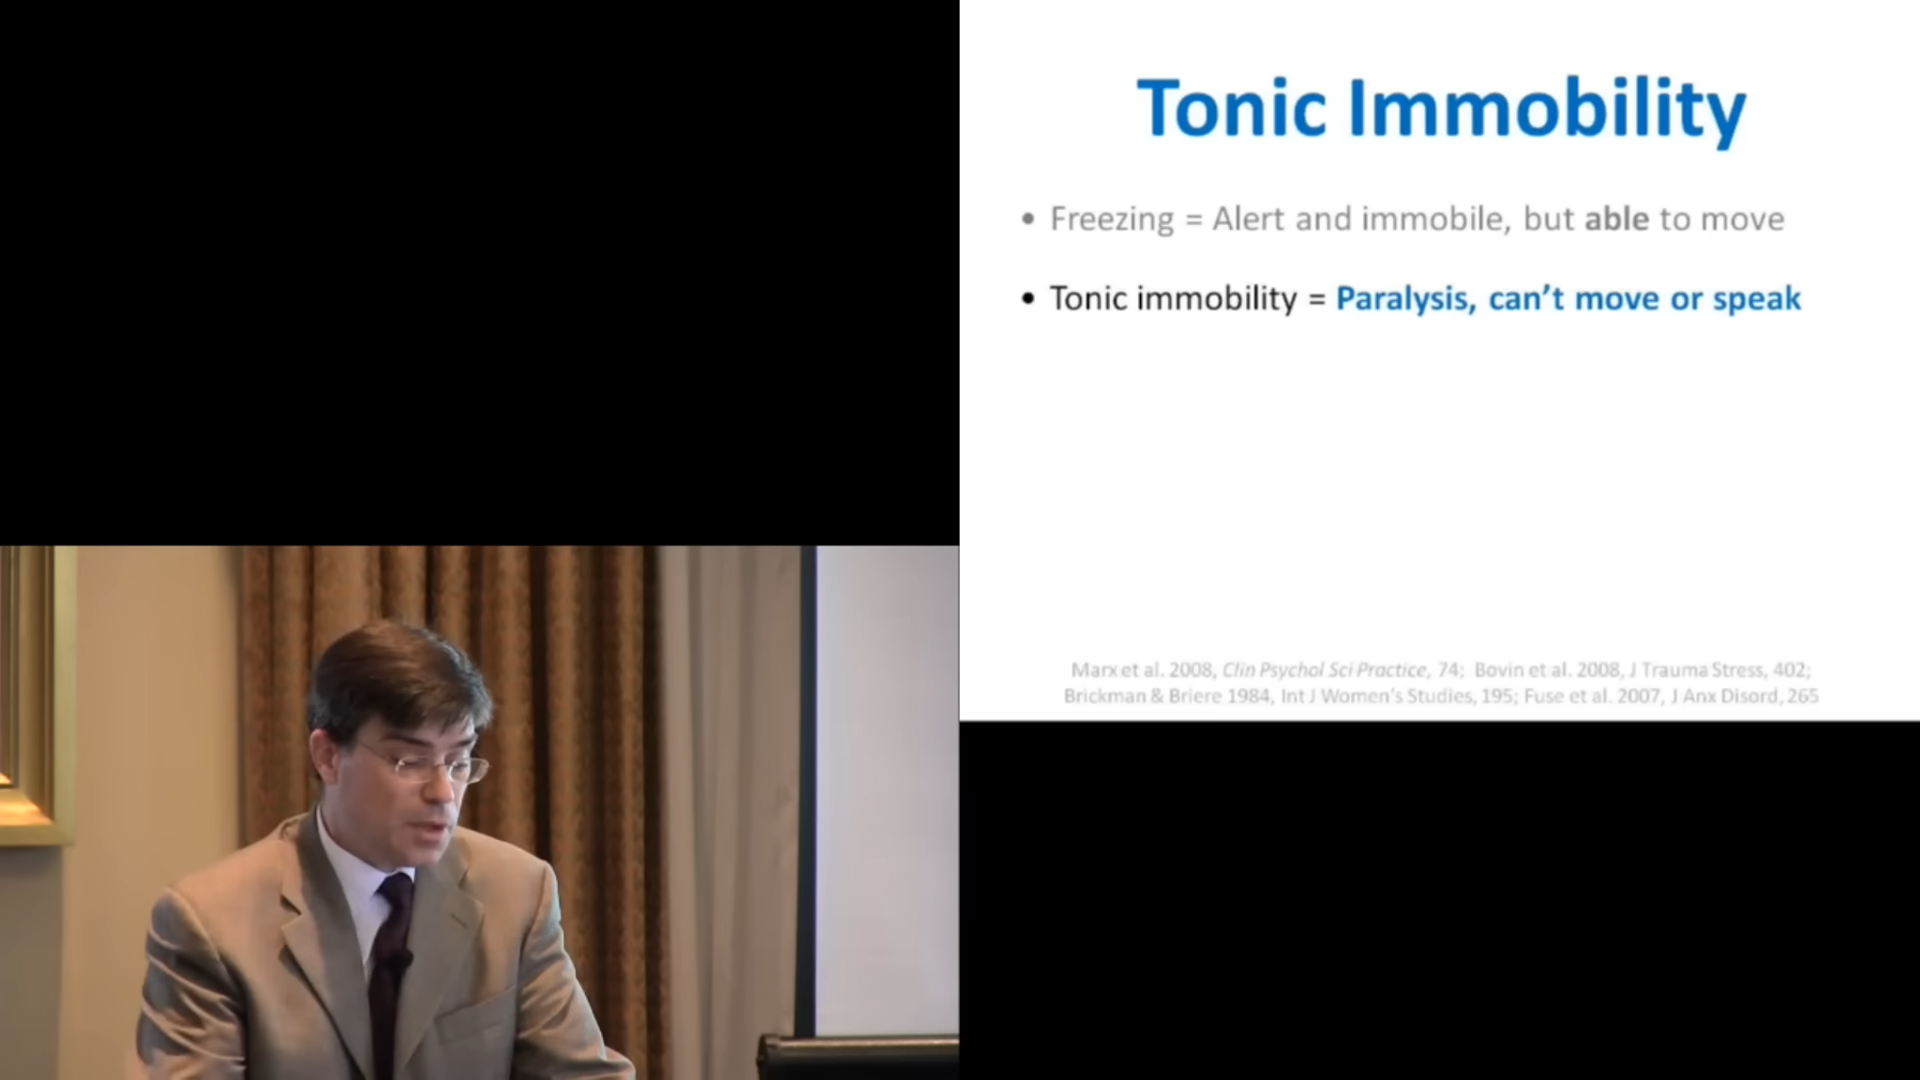 Tonic Immobility
• Freezing = Alert and immobile, but able to move
• Tonic immobility = Paralysis, can't move or speak
Marx et al. 2008, Clin Psychol Sci Practice, 74; Bovin et al. 2008, J Trauma Stress, 402;
Brickman & Briere 1984, Int J Women's Studies, 195; Fuse et al. 2007, J Anx Disord, 265